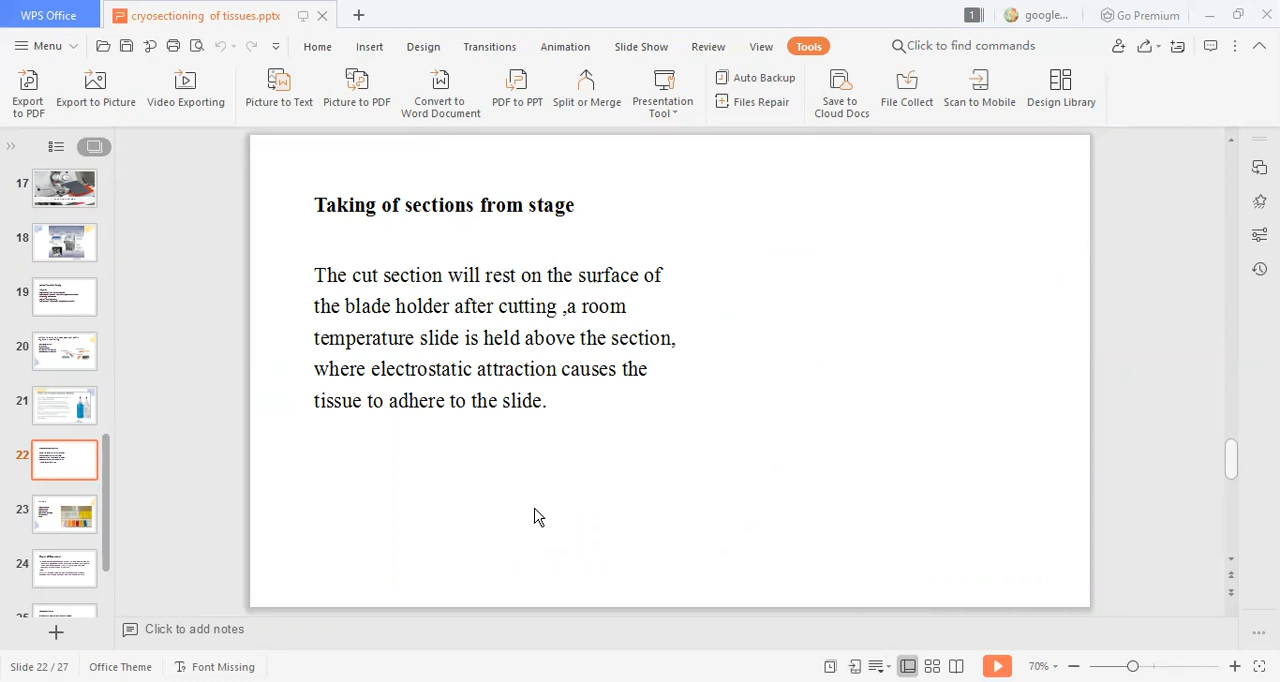 WPS Office
cryosectioning of tissues.pptx
1
google...
Go Premium
Menu
Home
Insert
Design
Transitions
Animation
Slide Show
Review
View
Tools
Click to find commands
Export to PDF
Export to Picture
Video Exporting
Picture to Text
Picture to PDF
Convert to Word Document
PDF to PPT
Split or Merge
Presentation Tool
Auto Backup
Files Repair
Save to Cloud Docs
File Collect
Scan to Mobile
Design Library
17
18
19
20
21
22
23
24
25
Taking of sections from stage
The cut section will rest on the surface of
the blade holder after cutting ,a room
temperature slide is held above the section,
where electrostatic attraction causes the
tissue to adhere to the slide.
Click to add notes
Slide 22 / 27
Office Theme
Font Missing
70%